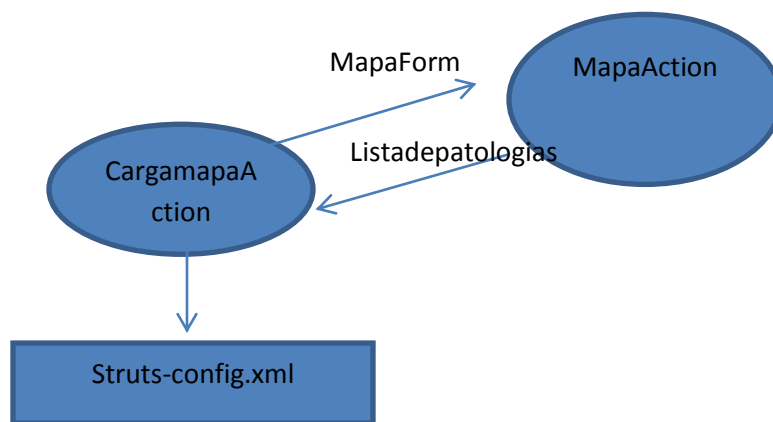 MapaForm
MapaAction
Listadepatologias
CargamapaA
ction
Struts-config.xml